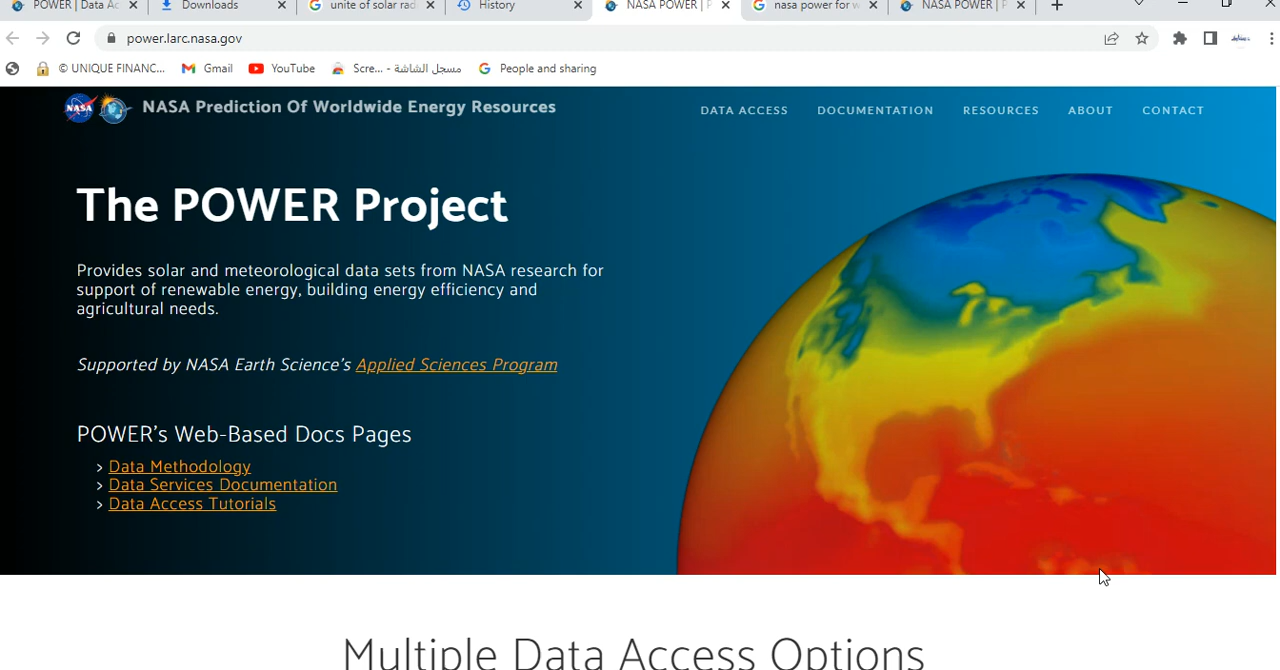 POWER | Data Ac
Downloads
unite of solar rad
History
NASA POWER | P
nasa power for w
NASA POWER | P
power.larc.nasa.gov
© UNIQUE FINANC...
Gmail
YouTube
Scre... - مسجل الشاشة
People and sharing
NASA
NASA Prediction Of Worldwide Energy Resources
DATA ACCESS
DOCUMENTATION
RESOURCES
ABOUT
CONTACT
The POWER Project
Provides solar and meteorological data sets from NASA research for
support of renewable energy, building energy efficiency and
agricultural needs.
Supported by NASA Earth Science's Applied Sciences Program
POWER's Web-Based Docs Pages
> Data Methodology
> Data Services Documentation
> Data Access Tutorials
Multiple Data Access Options